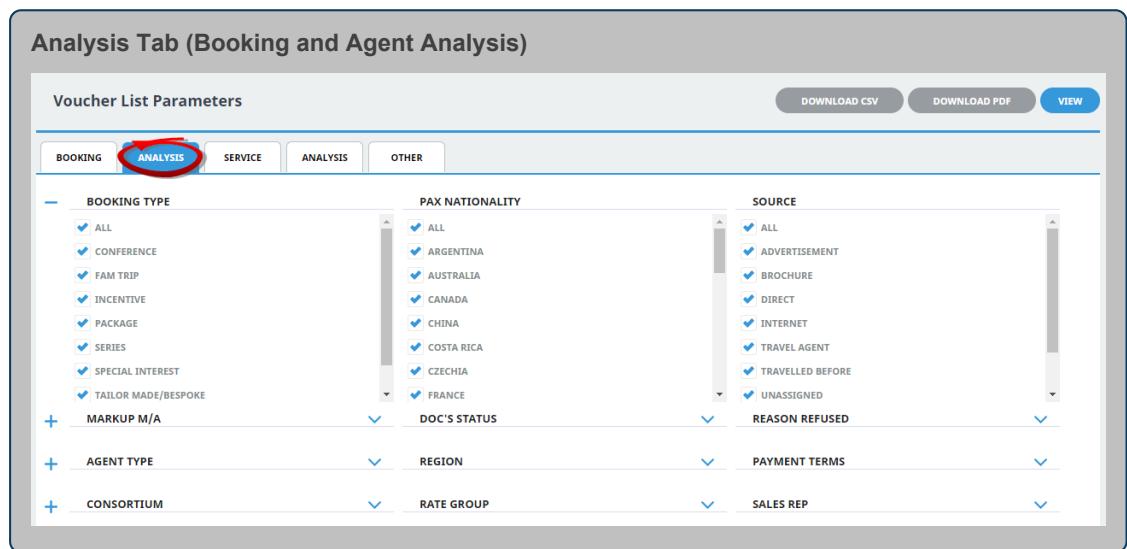 Analysis Tab (Booking and Agent Analysis)
Voucher List Parameters
DOWNLOAD CSV
DOWNLOAD PDF
VIEW
BOOKING
ANALYSIS
SERVICE
ANALYSIS
OTHER
BOOKING TYPE
ALL
CONFERENCE
FAM TRIP
INCENTIVE
PACKAGE
SERIES
SPECIAL INTEREST
TAILOR MADE/BESPOKE
PAX NATIONALITY
ALL
ARGENTINA
AUSTRALIA
CANADA
CHINA
COSTA RICA
CZECHIA
FRANCE
SOURCE
ALL
ADVERTISEMENT
BROCHURE
DIRECT
INTERNET
TRAVEL AGENT
TRAVELLED BEFORE
UNASSIGNED
MARKUP M/A
DOC'S STATUS
REASON REFUSED
AGENT TYPE
REGION
PAYMENT TERMS
CONSORTIUM
RATE GROUP
SALES REP